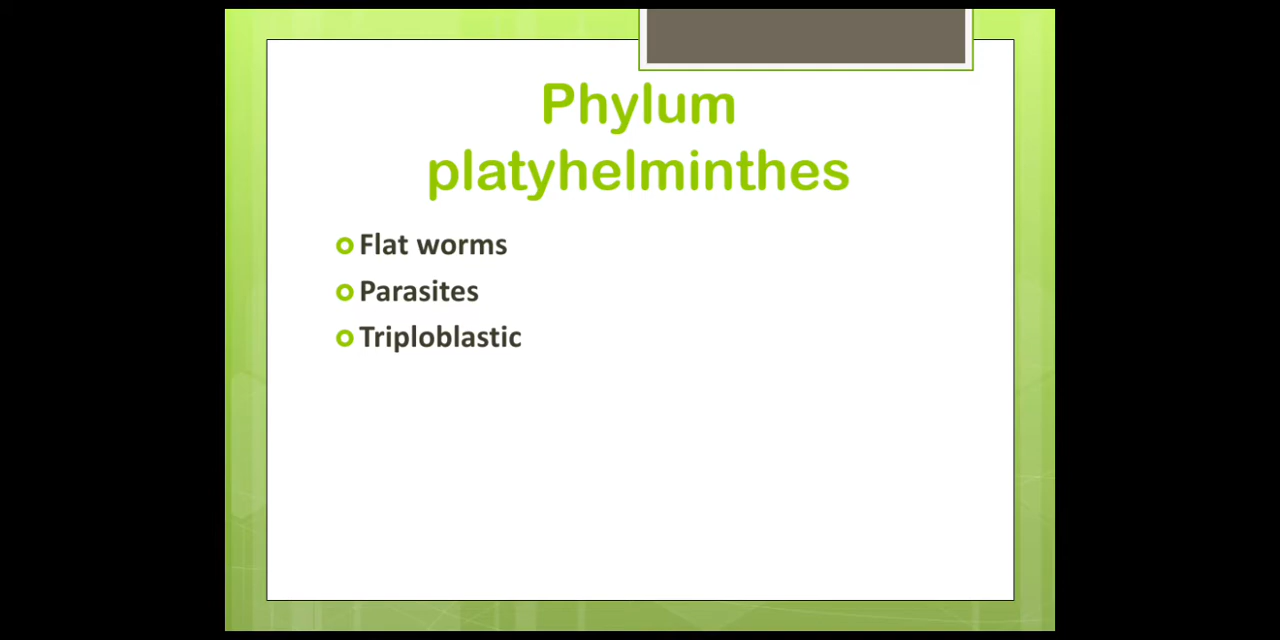 Phylum
platyhelminthes
Flat worms
Parasites
Triploblastic